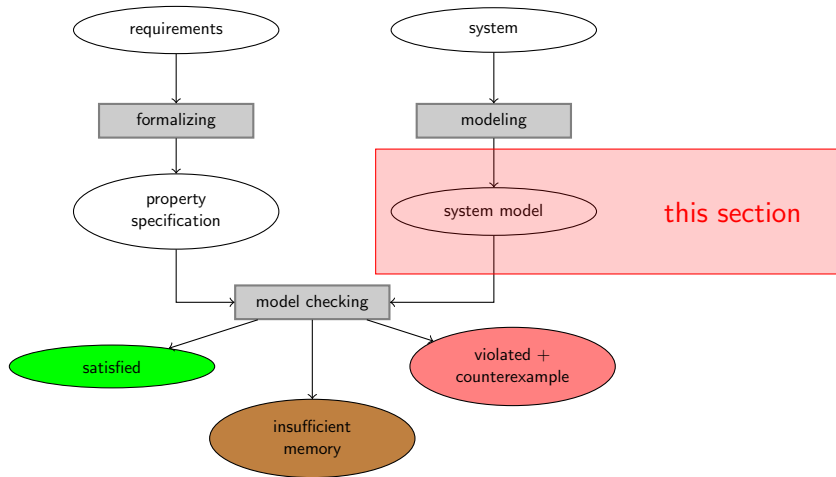 requirements
system
formalizing
modeling
property
specification
system model
this section
model checking
satisfied
violated +
counterexample
insufficient
memory